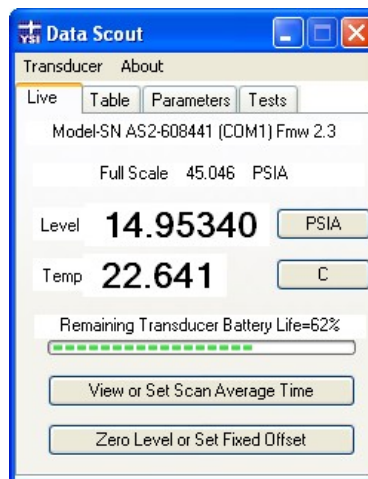 YSI Data Scout
Transducer About
Live Table Parameters Tests
Model-SN AS2-608441 (COM1) Fmw 2.3
Full Scale 45.046 PSIA
Level 14.95340 PSIA
Temp 22.641 C
Remaining Transducer Battery Life=62%
View or Set Scan Average Time
Zero Level or Set Fixed Offset